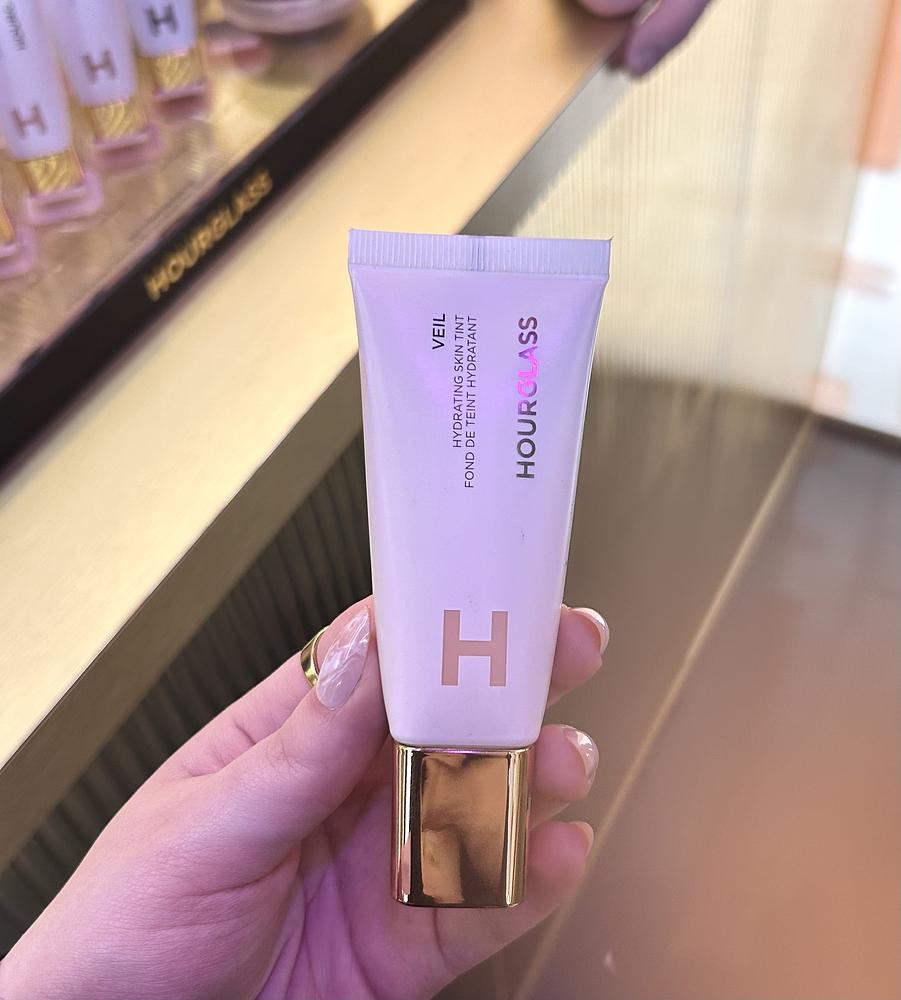 VEIL
HYDRATING SKIN TINT
FOND DE TEINT HYDRATANT
HOURGLASS
H
HOURGLASS
H
H
H